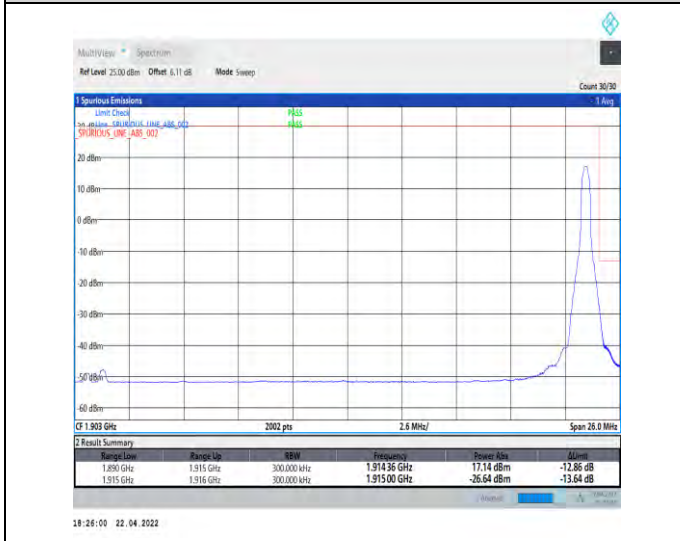 MultiView Spectrum
Ref Level 25.00 dBm Offset 6.11 dB Mode Sweep
Count 30/30
1 Spurious Emissions 1 Avg
Limit Check PASS
Line SPURIOUS_LINE_ABS_002 PASS
SPURIOUS_LINE_ABS_002
20 dBm
10 dBm
0 dBm
-10 dBm
-20 dBm
-30 dBm
-40 dBm
-50 dBm
-60 dBm
CF 1.903 GHz 2002 pts 2.6 MHz/ Span 26.0 MHz
2 Result Summary
Range Low Range Up RBW Frequency Power Abs ΔLimit
1.890 GHz 1.915 GHz 300.000 kHz 1.91436 GHz 17.14 dBm -12.86 dB
1.915 GHz 1.916 GHz 300.000 kHz 1.91500 GHz -26.64 dBm -13.64 dB
18:26:00 22.04.2022